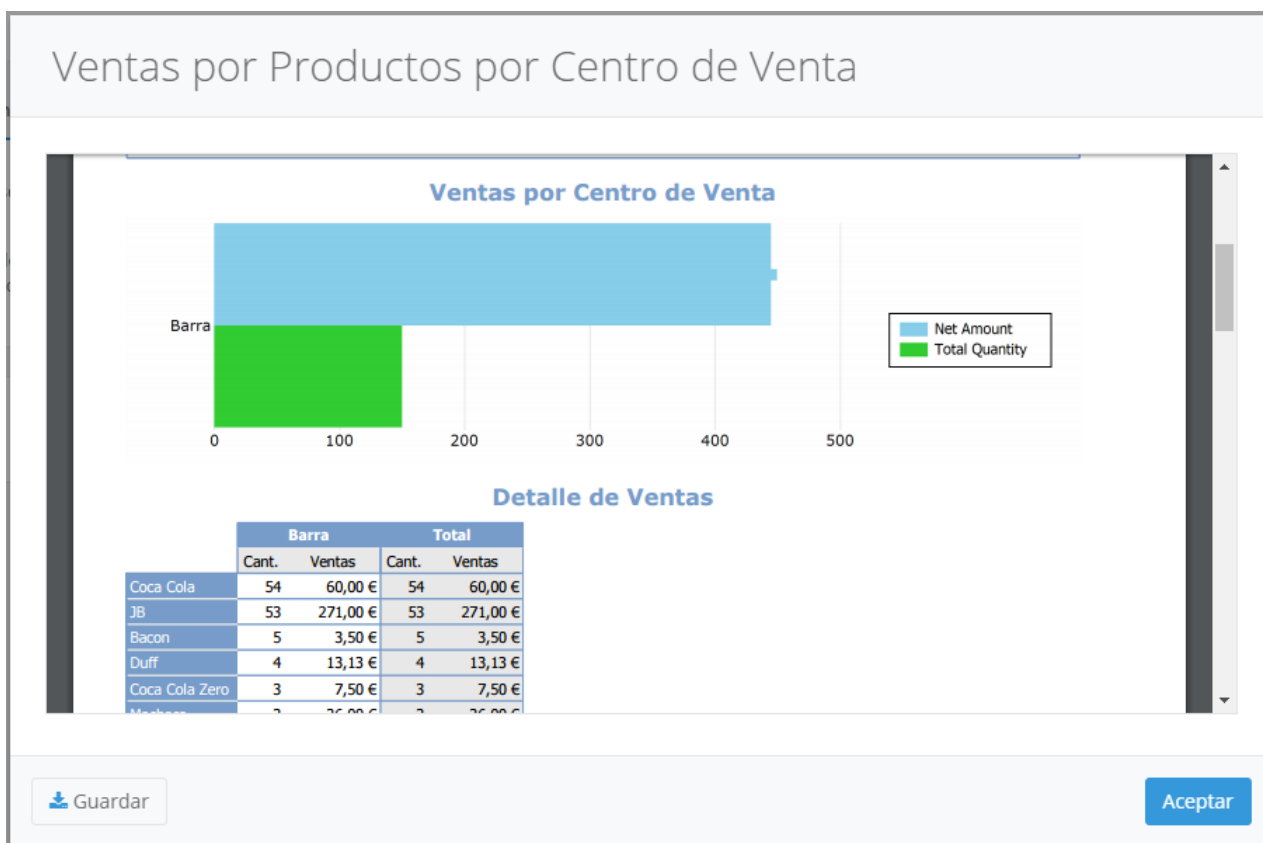 Ventas por Productos por Centro de Venta
Ventas por Centro de Venta
Barra
Net Amount
Total Quantity
0 100 200 300 400 500
Detalle de Ventas
Barra Total
Cant. Ventas Cant. Ventas
Coca Cola 54 60,00 € 54 60,00 €
JB 53 271,00 € 53 271,00 €
Bacon 5 3,50 € 5 3,50 €
Duff 4 13,13 € 4 13,13 €
Coca Cola Zero 3 7,50 € 3 7,50 €
Guardar
Aceptar